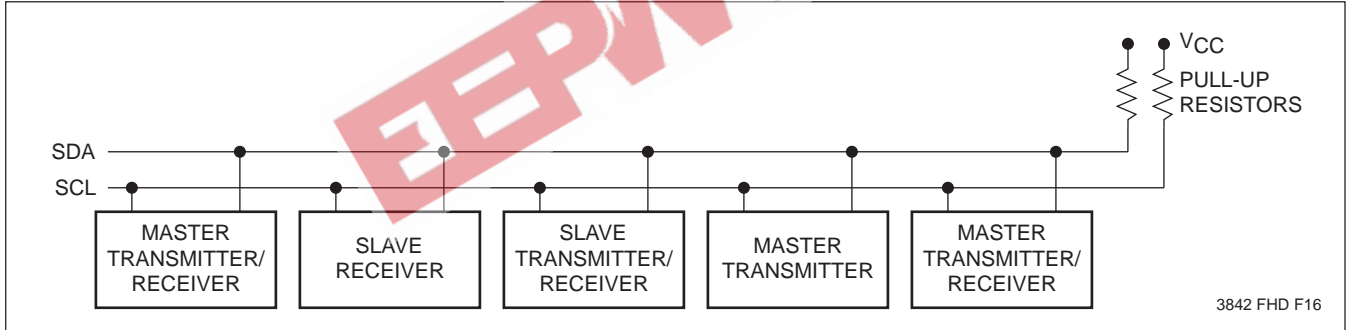 EEPW
VCC
PULL-UP
RESISTORS
SDA
SCL
MASTER
TRANSMITTER/
RECEIVER
SLAVE
RECEIVER
SLAVE
TRANSMITTER/
RECEIVER
MASTER
TRANSMITTER
MASTER
TRANSMITTER/
RECEIVER
3842 FHD F16